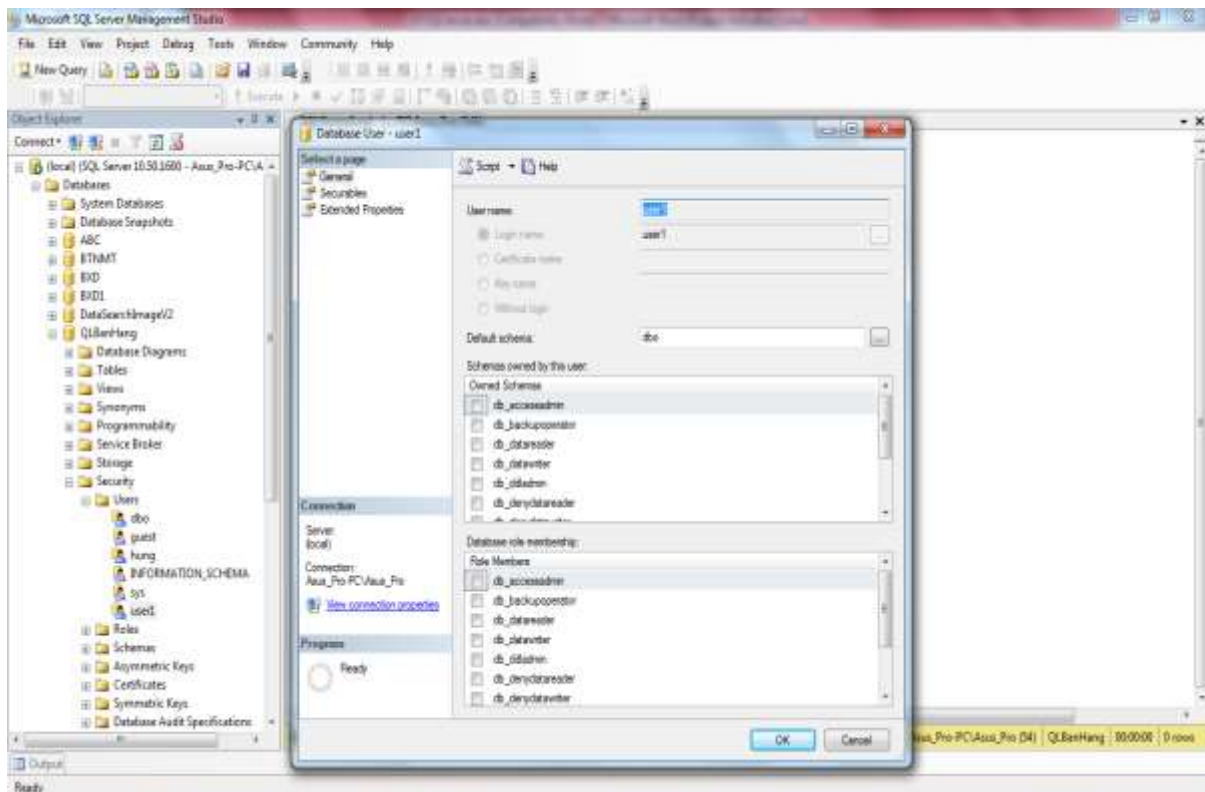 Microsoft SQL Server Management Studio
File Edit View Project Debug Tools Window Community Help
New Query
Execute
Object Explorer
Connect
(local) (SQL Server 10.50.1600 - Asus_Pro-PC\A
Databases
System Databases
Database Snapshots
ABC
BTNMT
BXD
BXD1
DataSearchImageV2
QLBanHang
Database Diagrams
Tables
Views
Synonyms
Programmability
Service Broker
Storage
Security
Users
dbo
guest
hung
INFORMATION_SCHEMA
sys
user1
Roles
Schemas
Asymmetric Keys
Certificates
Symmetric Keys
Database Audit Specifications
Output
Ready
Database User - user1
Select a page
General
Securables
Extended Properties
Connection
Server:
(local)
Connection:
Asus_Pro-PC\Asus_Pro
View connection properties
Progress
Ready
Script Help
User name: user1
Login name: user1
Certificate name:
Key name:
Without login
Default schema: dbo
Schemas owned by this user:
Owned Schemas
db_accessadmin
db_backupoperator
db_datareader
db_datawriter
db_ddladmin
db_denydatareader
Database role membership:
Role Members
db_accessadmin
db_backupoperator
db_datareader
db_datawriter
db_ddladmin
db_denydatareader
db_denydatawriter
OK Cancel
Asus_Pro-PC\Asus_Pro (54) QLBanHang 00:00:00 0 rows